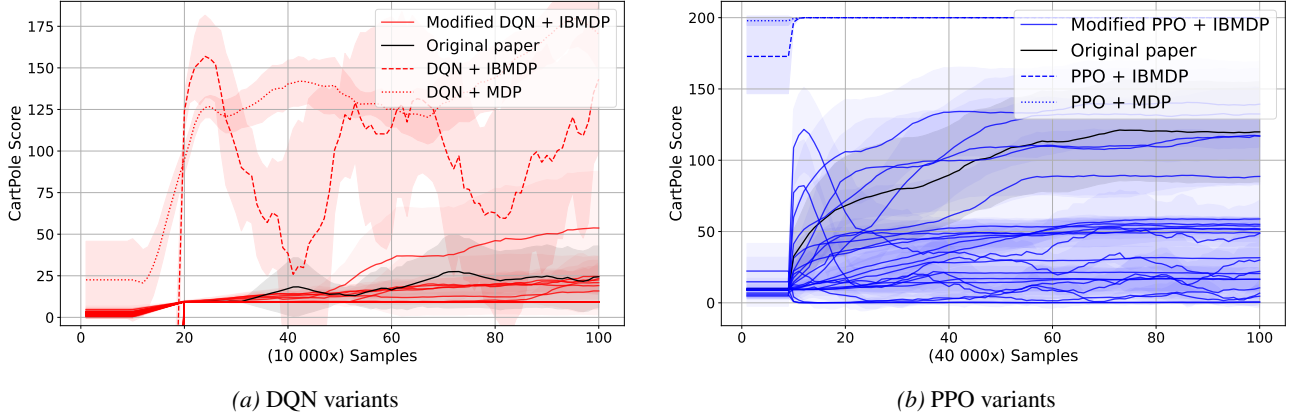 175
150
125
100
75
50
25
0
CartPole Score
0
20
40
60
80
100
(10 000x) Samples
Modified DQN + IBMDP
Original paper
DQN + IBMDP
DQN + MDP
(a) DQN variants
200
150
100
50
0
CartPole Score
0
20
40
60
80
100
(40 000x) Samples
Modified PPO + IBMDP
Original paper
PPO + IBMDP
PPO + MDP
(b) PPO variants